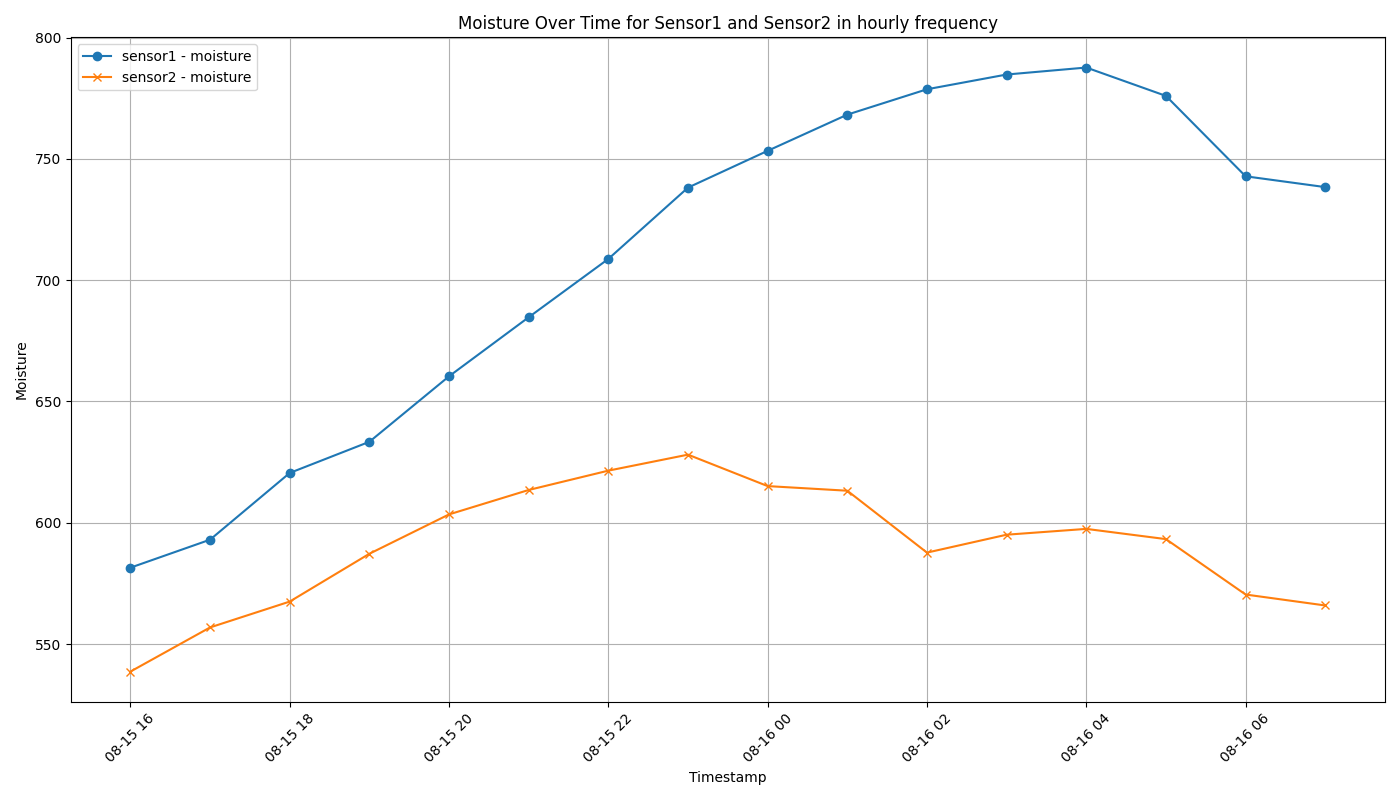 Moisture Over Time for Sensor1 and Sensor2 in hourly frequency
sensor1 - moisture
sensor2 - moisture
800
750
700
650
600
550
Moisture
08-15 16
08-15 18
08-15 20
08-15 22
08-16 00
08-16 02
08-16 04
08-16 06
Timestamp